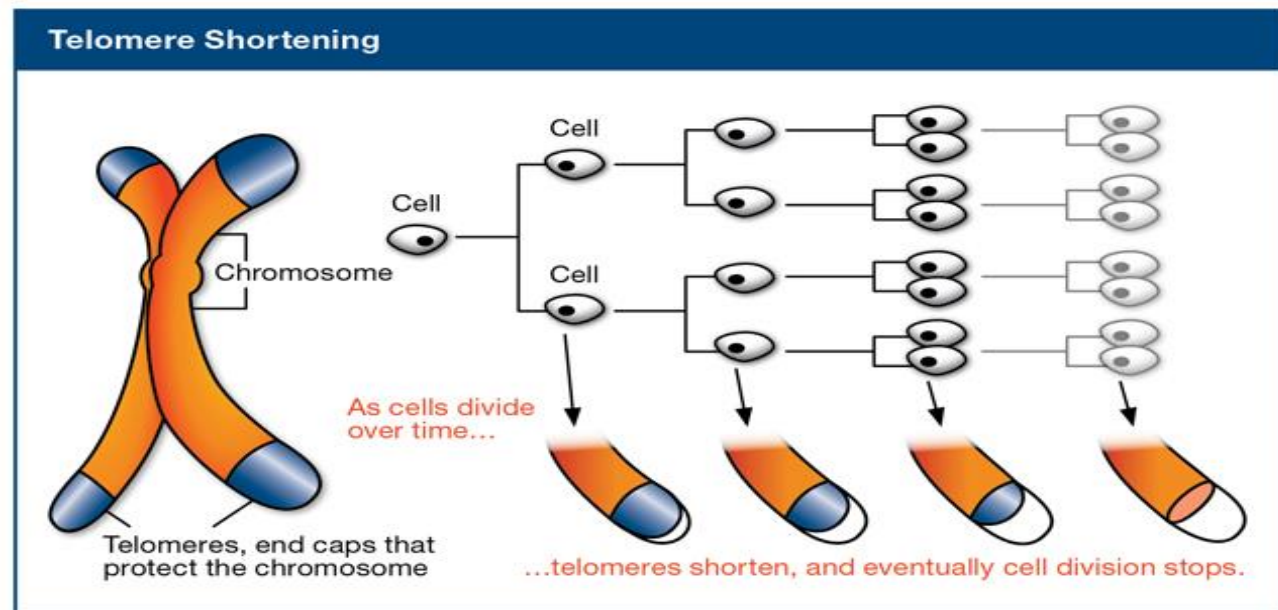 Telomere Shortening
Cell
Cell
Chromosome
Cell
As cells divide
over time...
Telomeres, end caps that
protect the chromosome
...telomeres shorten, and eventually cell division stops.